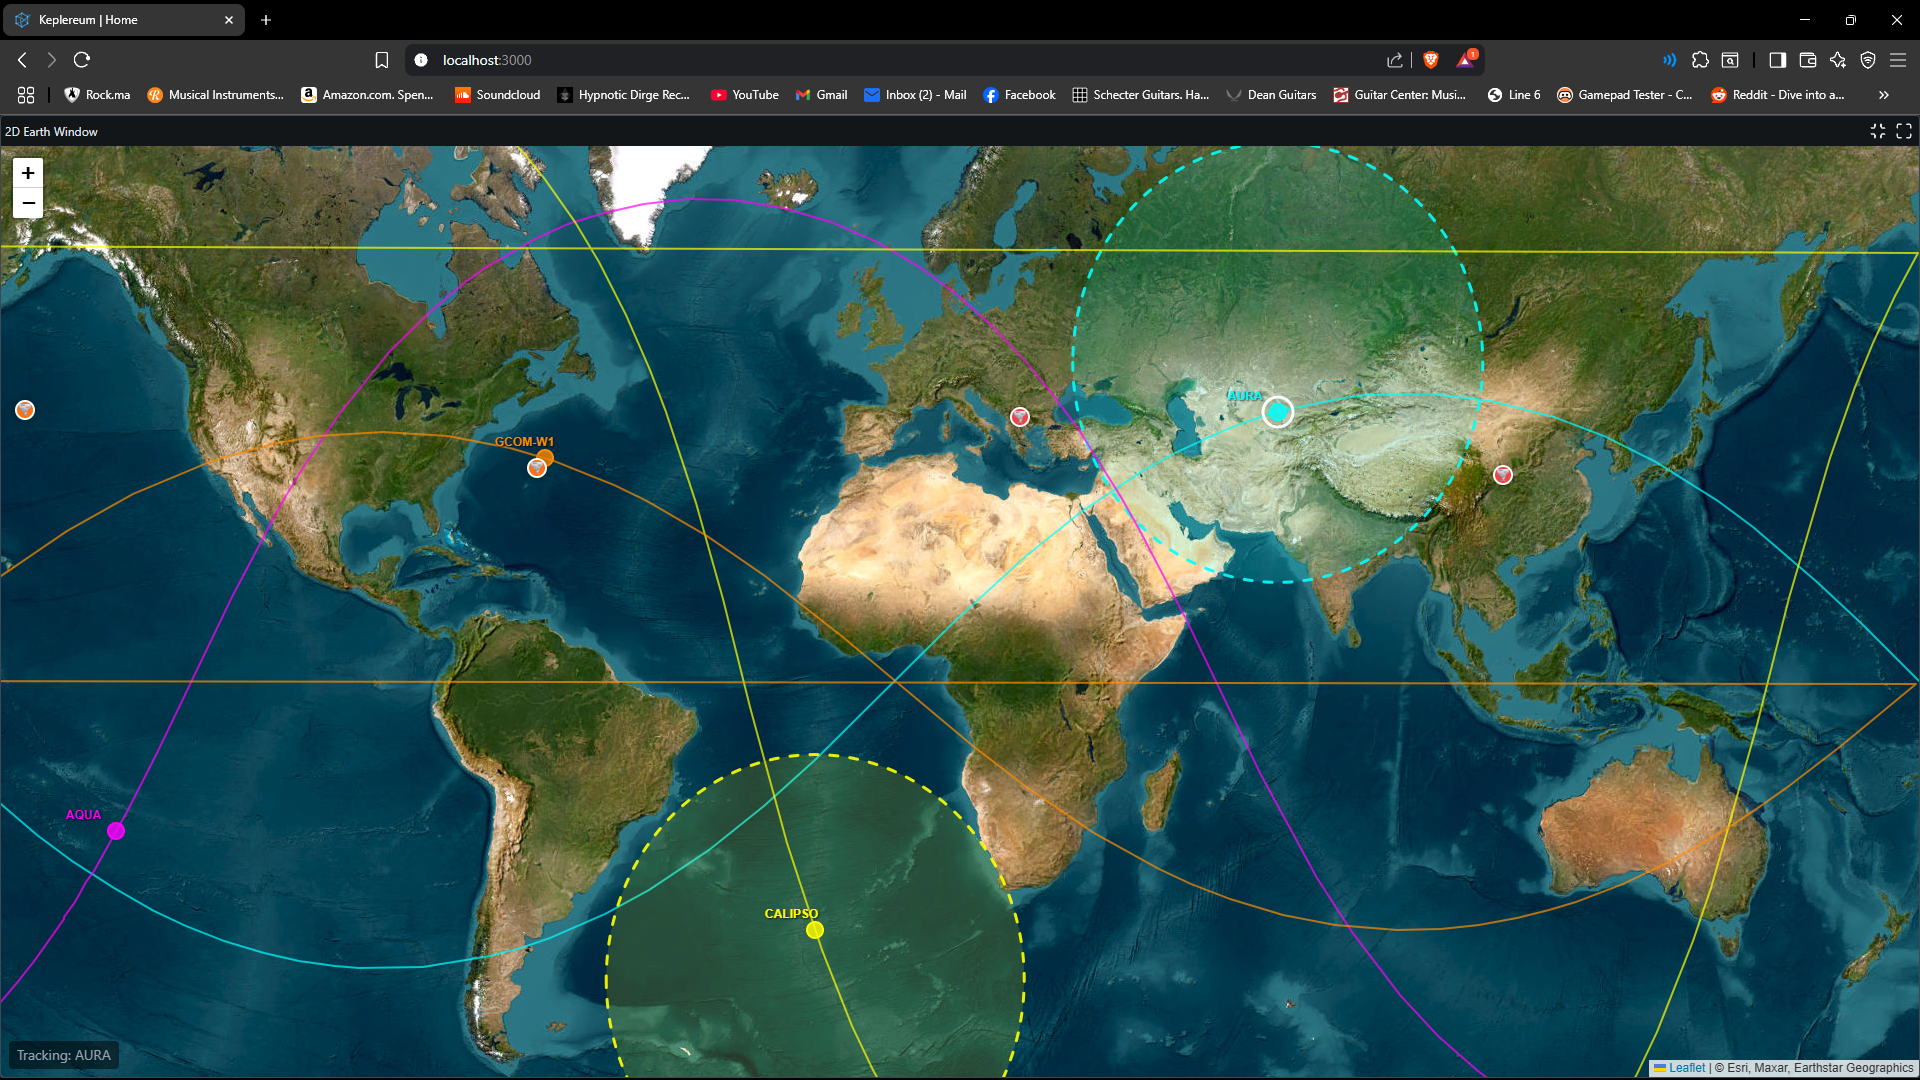 Keplereum | Home
localhost:3000
1
Rock.ma
Musical Instruments...
Amazon.com. Spen...
Soundcloud
Hypnotic Dirge Rec...
YouTube
Gmail
Inbox (2) - Mail
Facebook
Schecter Guitars. Ha...
Dean Guitars
Guitar Center: Musi...
Line 6
Gamepad Tester - C...
Reddit - Dive into a...
»
2D Earth Window
+
−
AURA
GCOM-W1
AQUA
CALIPSO
Tracking: AURA
Leaflet | © Esri, Maxar, Earthstar Geographics